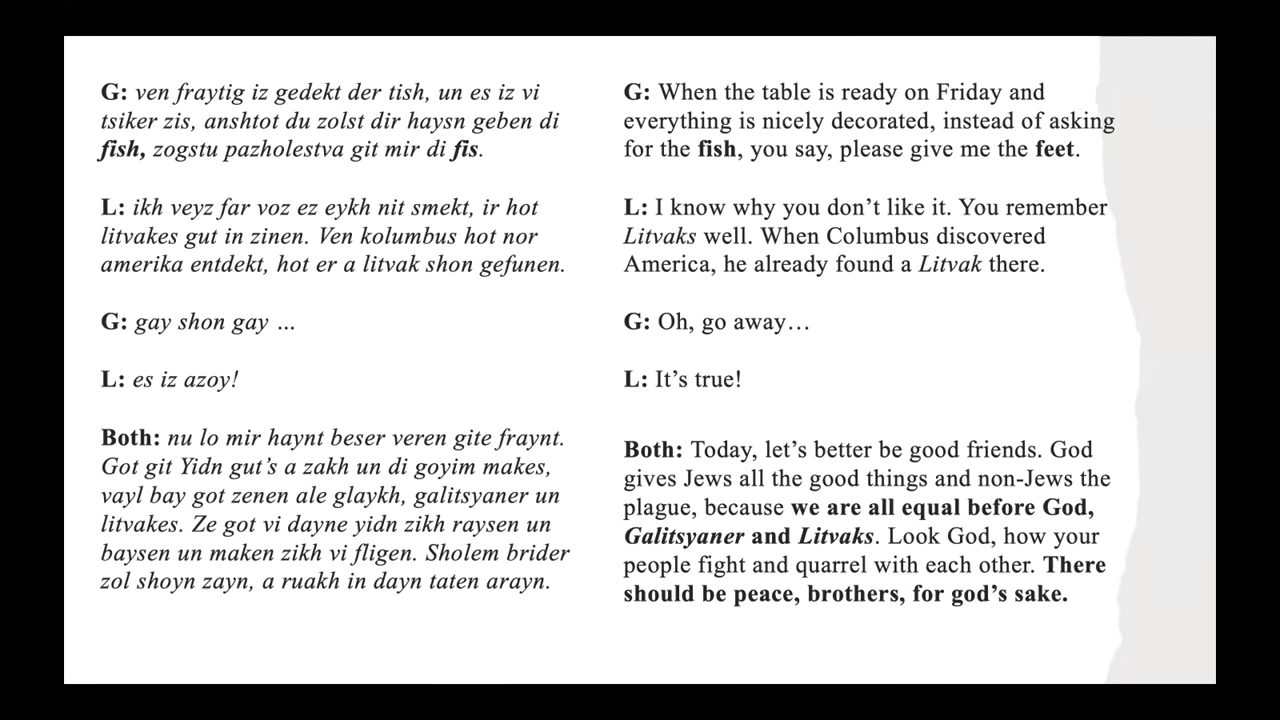 G: ven fraytig iz gedekt der tish, un es iz vi
tsiker zis, anshtot du zolst dir haysn geben di
fish, zogstu pazholestva git mir di fis.
L: ikh veyz far voz ez eykh nit smekt, ir hot
litvakes gut in zinen. Ven kolumbus hot nor
amerika entdekt, hot er a litvak shon gefunen.
G: gay shon gay ...
L: es iz azoy!
Both: nu lo mir haynt beser veren gite fraynt.
Got git Yidn gut’s a zakh un di goyim makes,
vayl bay got zenen ale glaykh, galitsyaner un
litvakes. Ze got vi dayne yidn zikh raysen un
baysen un maken zikh vi fligen. Sholem brider
zol shoyn zayn, a ruakh in dayn taten arayn.
G: When the table is ready on Friday and
everything is nicely decorated, instead of asking
for the fish, you say, please give me the feet.
L: I know why you don’t like it. You remember
Litvaks well. When Columbus discovered
America, he already found a Litvak there.
G: Oh, go away…
L: It’s true!
Both: Today, let’s better be good friends. God
gives Jews all the good things and non-Jews the
plague, because we are all equal before God,
Galitsyaner and Litvaks. Look God, how your
people fight and quarrel with each other. There
should be peace, brothers, for god’s sake.